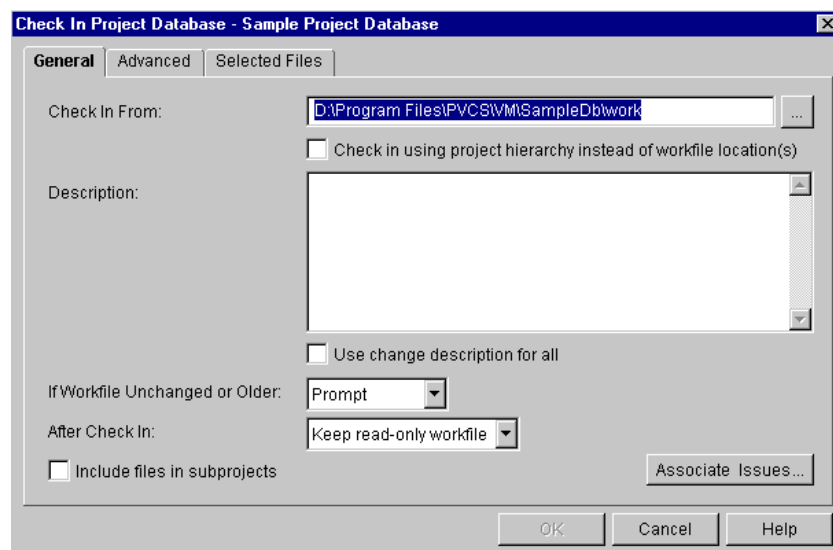 Check In Project Database - Sample Project Database
General Advanced Selected Files
Check In From: D:\Program Files\PVCS\VM\SampleDb\work ...
Check in using project hierarchy instead of workfile location(s)
Description:
Use change description for all
If Workfile Unchanged or Older: Prompt
After Check In: Keep read-only workfile
Include files in subprojects Associate Issues...
OK Cancel Help